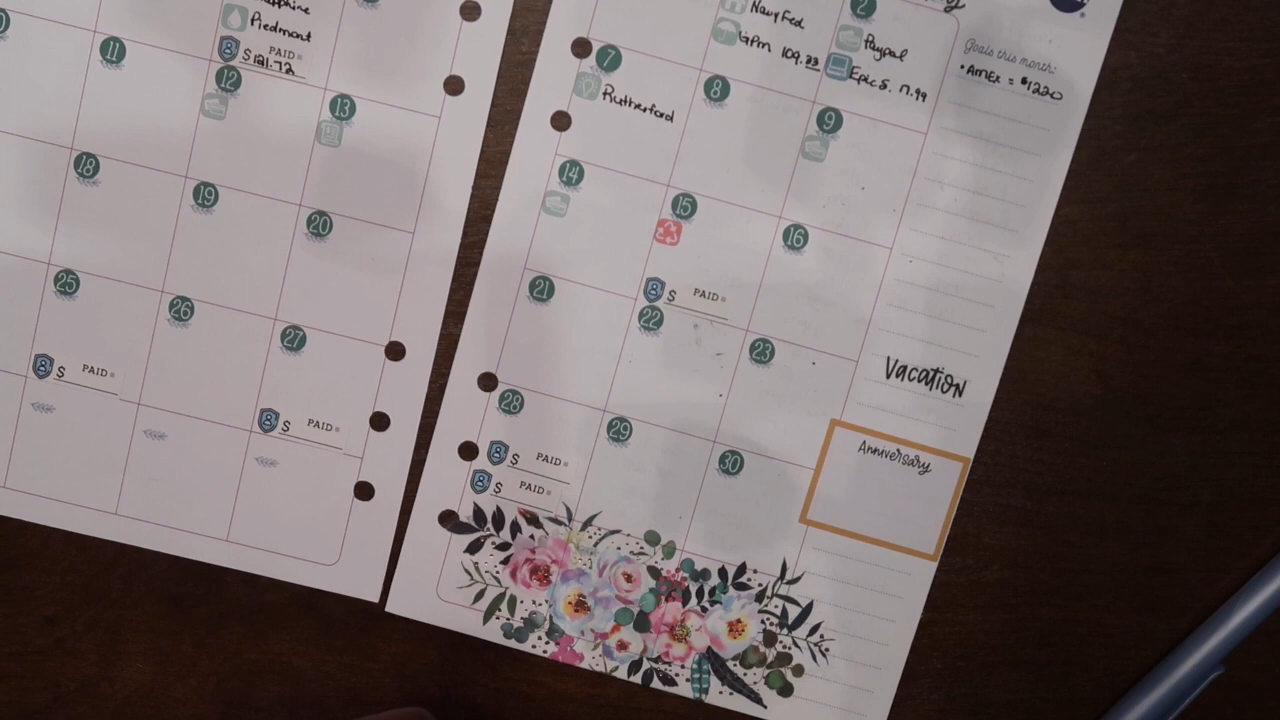 Piedmont
PAID
$121.72
11
12
13
18
19
20
25
26
27
$ PAID
$ PAID
Navy Fed
2
GPM 109.33
Paypal
Epic S. 17.99
Goals this month:
• AmEx = $1220
7
Rutherford
8
9
14
15
16
$ PAID
21
22
23
Vacation
28
29
30
Anniversary
$ PAID
$ PAID